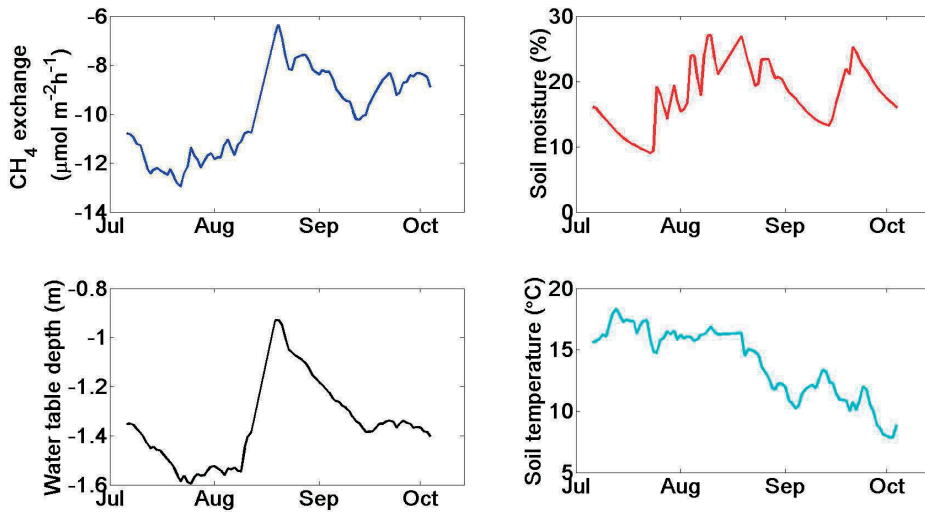 CH4 exchange
(μmol m-2h-1)
-6
-8
-10
-12
-14
Jul Aug Sep Oct
Soil moisture (%)
30
20
10
0
Jul Aug Sep Oct
Water table depth (m)
-0.8
-1
-1.2
-1.4
-1.6
Jul Aug Sep Oct
Soil temperature (°C)
20
15
10
5
Jul Aug Sep Oct